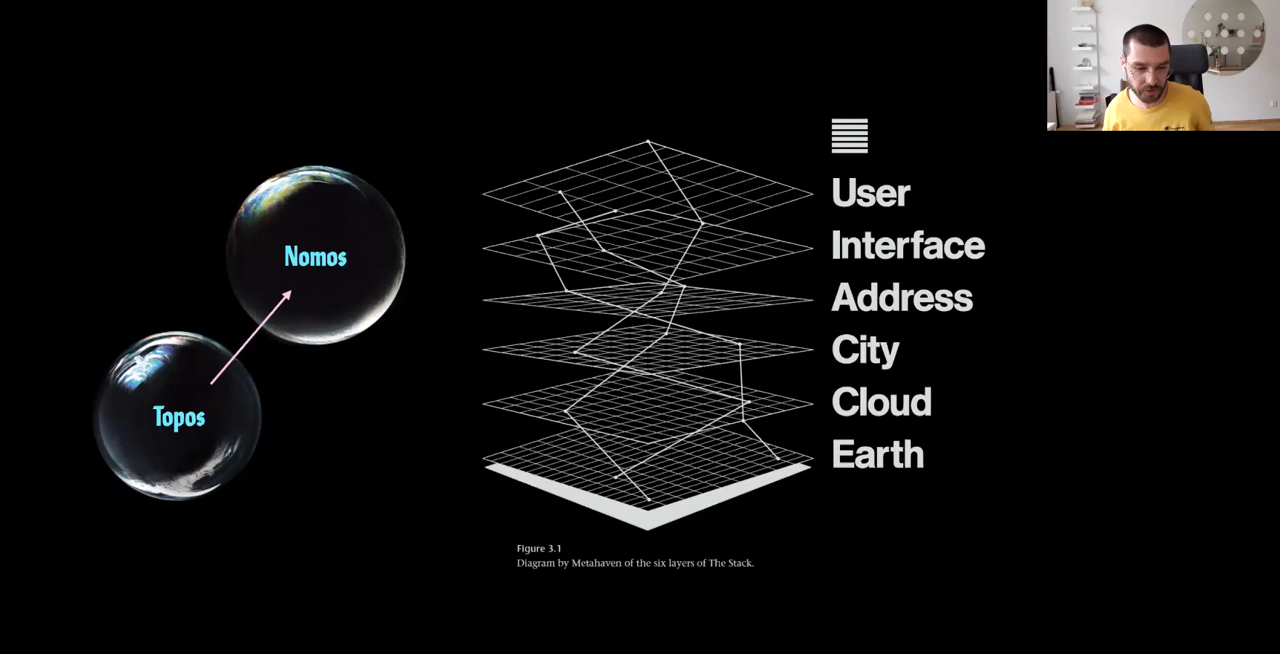 Nomos
Topos
User
Interface
Address
City
Cloud
Earth
Figure 3.1
Diagram by Metahaven of the six layers of The Stack.